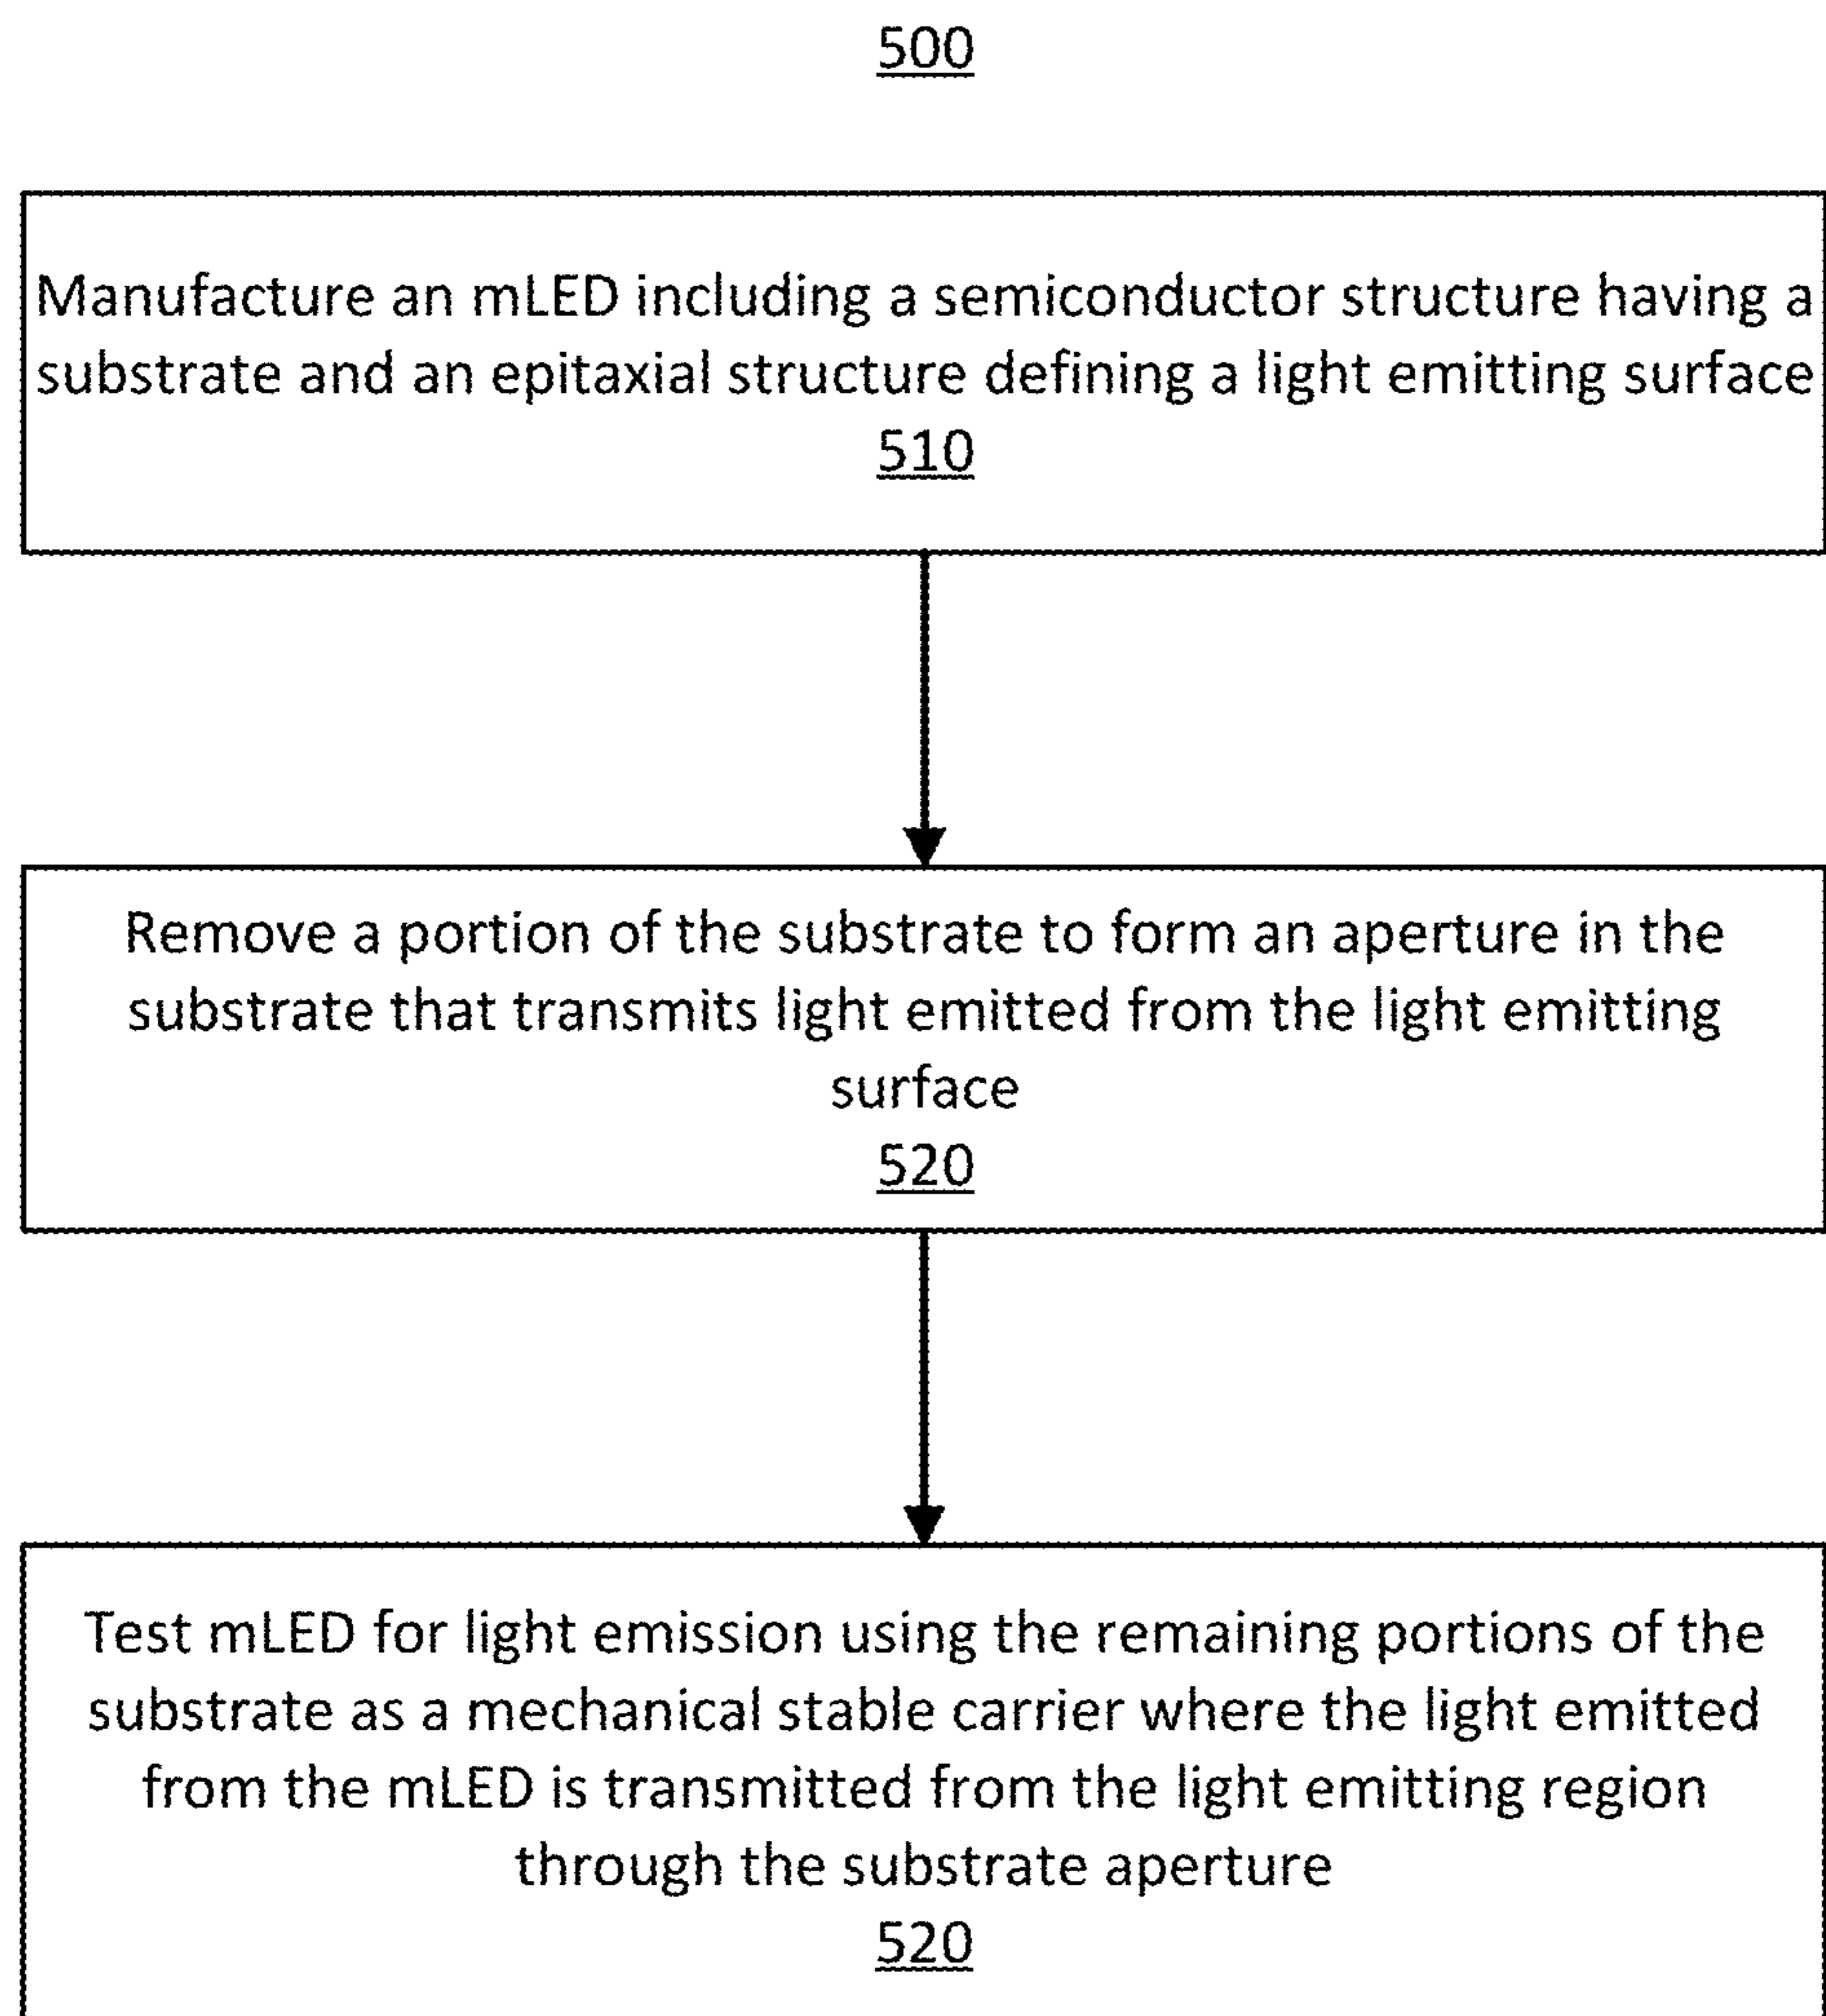 500
Manufacture an mLED including a semiconductor structure having a
substrate and an epitaxial structure defining a light emitting surface
510
Remove a portion of the substrate to form an aperture in the
substrate that transmits light emitted from the light emitting
surface
520
Test mLED for light emission using the remaining portions of the
substrate as a mechanical stable carrier where the light emitted
from the mLED is transmitted from the light emitting region
through the substrate aperture
520